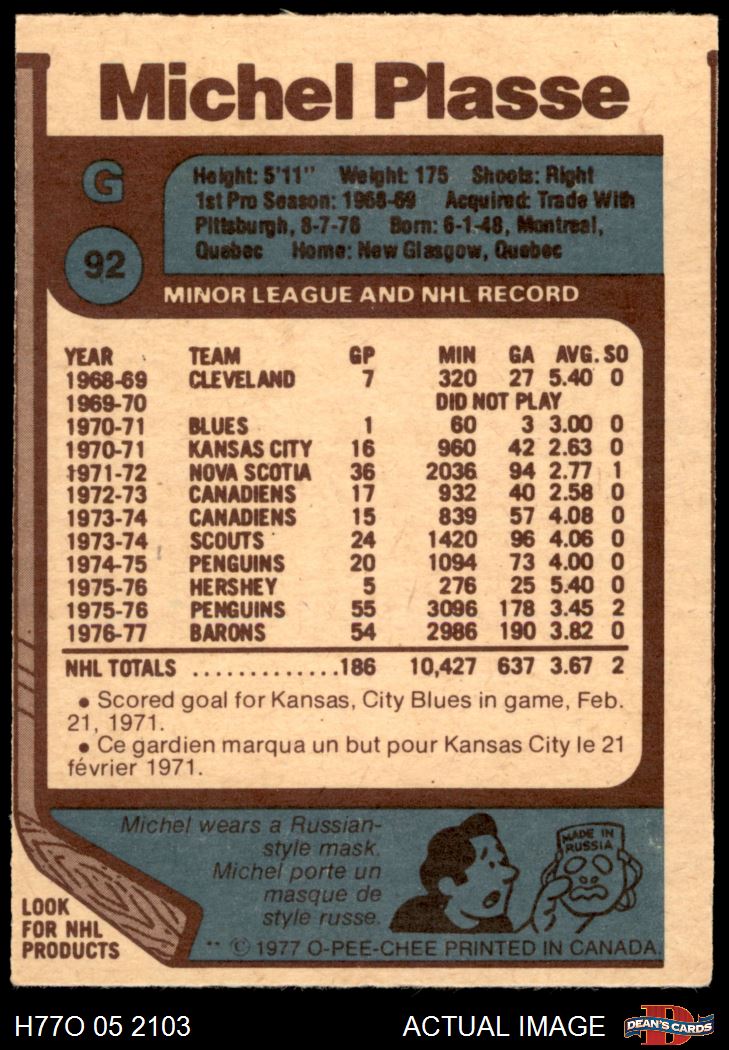 Michel Plasse
G
Height: 5'11" Weight: 175 Shoots: Right
1st Pro Season: 1968-69 Acquired: Trade With
Pittsburgh, 8-7-76 Born: 6-1-48, Montreal,
Quebec Home: New Glasgow, Quebec
92
MINOR LEAGUE AND NHL RECORD
YEAR TEAM GP MIN GA AVG. SO
1968-69 CLEVELAND 7 320 27 5.40 0
1969-70 DID NOT PLAY
1970-71 BLUES 1 60 3 3.00 0
1970-71 KANSAS CITY 16 960 42 2.63 0
1971-72 NOVA SCOTIA 36 2036 94 2.77 1
1972-73 CANADIENS 17 932 40 2.58 0
1973-74 CANADIENS 15 839 57 4.08 0
1973-74 SCOUTS 24 1420 96 4.06 0
1974-75 PENGUINS 20 1094 73 4.00 0
1975-76 HERSHEY 5 276 25 5.40 0
1975-76 PENGUINS 55 3096 178 3.45 2
1976-77 BARONS 54 2986 190 3.82 0
NHL TOTALS .............186 10,427 637 3.67 2
• Scored goal for Kansas, City Blues in game, Feb.
21, 1971.
• Ce gardien marqua un but pour Kansas City le 21
février 1971.
Michel wears a Russian-
style mask.
Michel porte un
masque de
style russe.
MADE IN
RUSSIA
LOOK
FOR NHL
PRODUCTS
** © 1977 O-PEE-CHEE PRINTED IN CANADA.
H77O 05 2103 ACTUAL IMAGE DEAN'S CARDS